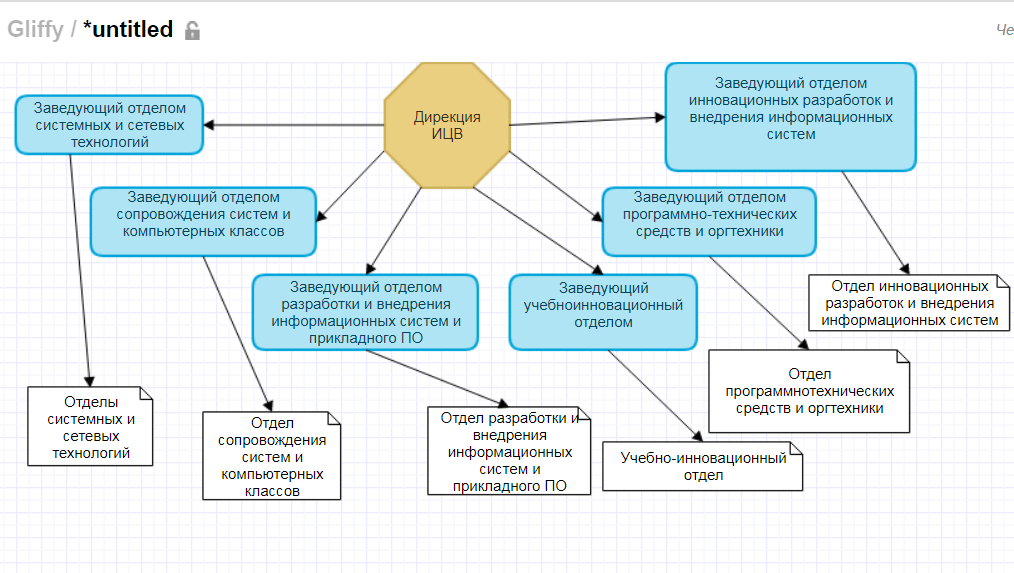 Gliffy / *untitled
Че
Заведующий отделом
системных и сетевых
технологий
Дирекция
ИЦВ
Заведующий отделом
инновационных разработок и
внедрения информационных
систем
Заведующий отделом
сопровождения систем и
компьютерных классов
Заведующий отделом
программно-технических
средств и оргтехники
Заведующий отделом
разработки и внедрения
информационных систем и
прикладного ПО
Заведующий
учебноинновационный
отделом
Отдел инновационных
разработок и внедрения
информационных систем
Отделы
системных и
сетевых
технологий
Отдел
сопровождения
систем и
компьютерных
классов
Отдел разработки и
внедрения
информационных
систем и
прикладного ПО
Учебно-инновационный
отдел
Отдел
программнотехнических
средств и оргтехники